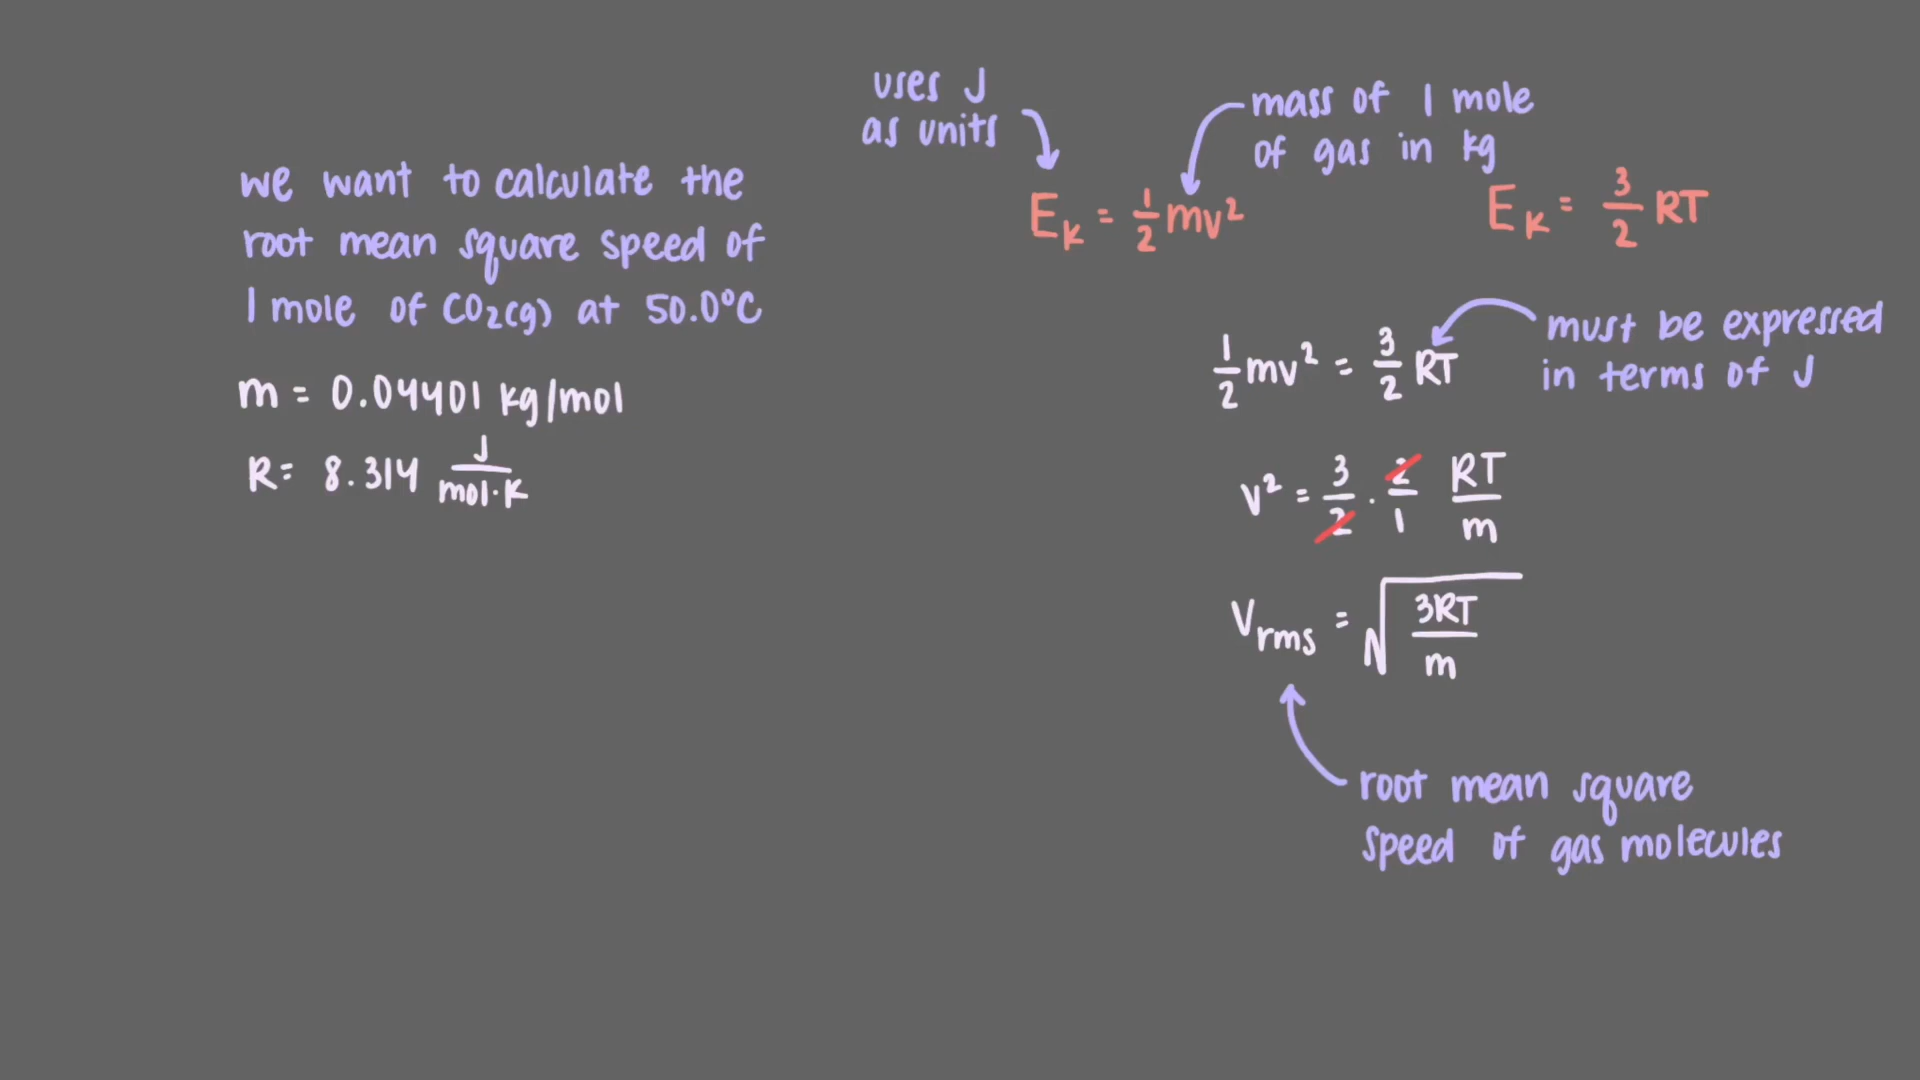 we want to calculate the
root mean square speed of
1 mole of CO₂(g) at 50.0°C
m = 0.04401 kg/mol
R = 8.314 J/mol·K
uses J
as units
mass of 1 mole
of gas in kg
E_K = 1/2 mv²
E_K = 3/2 RT
1/2 mv² = 3/2 RT
must be expressed
in terms of J
v² = 3/2 · 2/1 RT/m
V_rms = √(3RT/m)
root mean square
speed of gas molecules